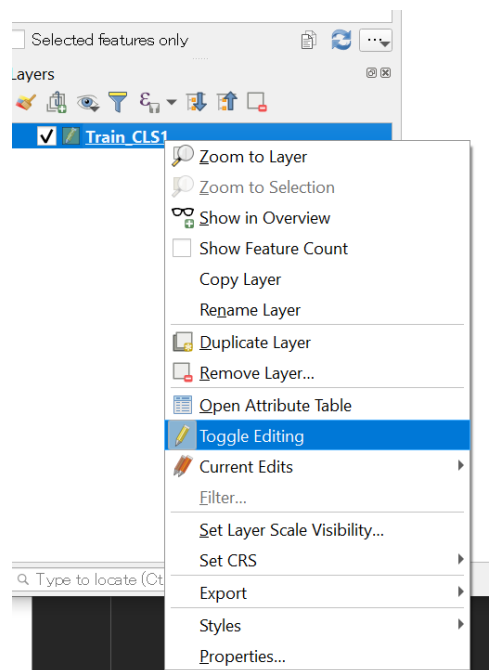 Selected features only
Layers
Train_CLS1
Zoom to Layer
Zoom to Selection
Show in Overview
Show Feature Count
Copy Layer
Rename Layer
Duplicate Layer
Remove Layer...
Open Attribute Table
Toggle Editing
Current Edits
Filter...
Set Layer Scale Visibility...
Set CRS
Type to locate (Ct
Export
Styles
Properties...